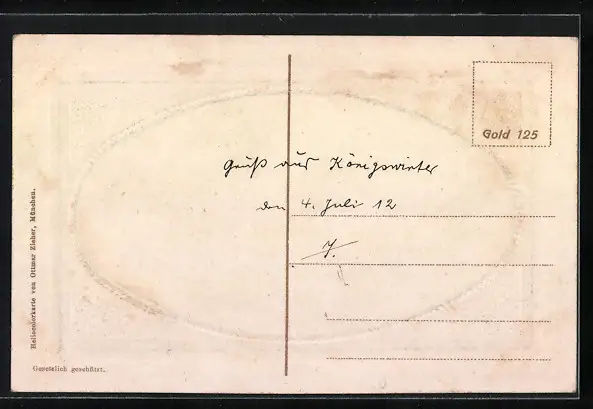 Gold 125
Gruß aus Königswinter
den 4. Juli 12
J.
Heliocolorkarte von Ottmar Zieher, München.
Gesetzlich geschützt.